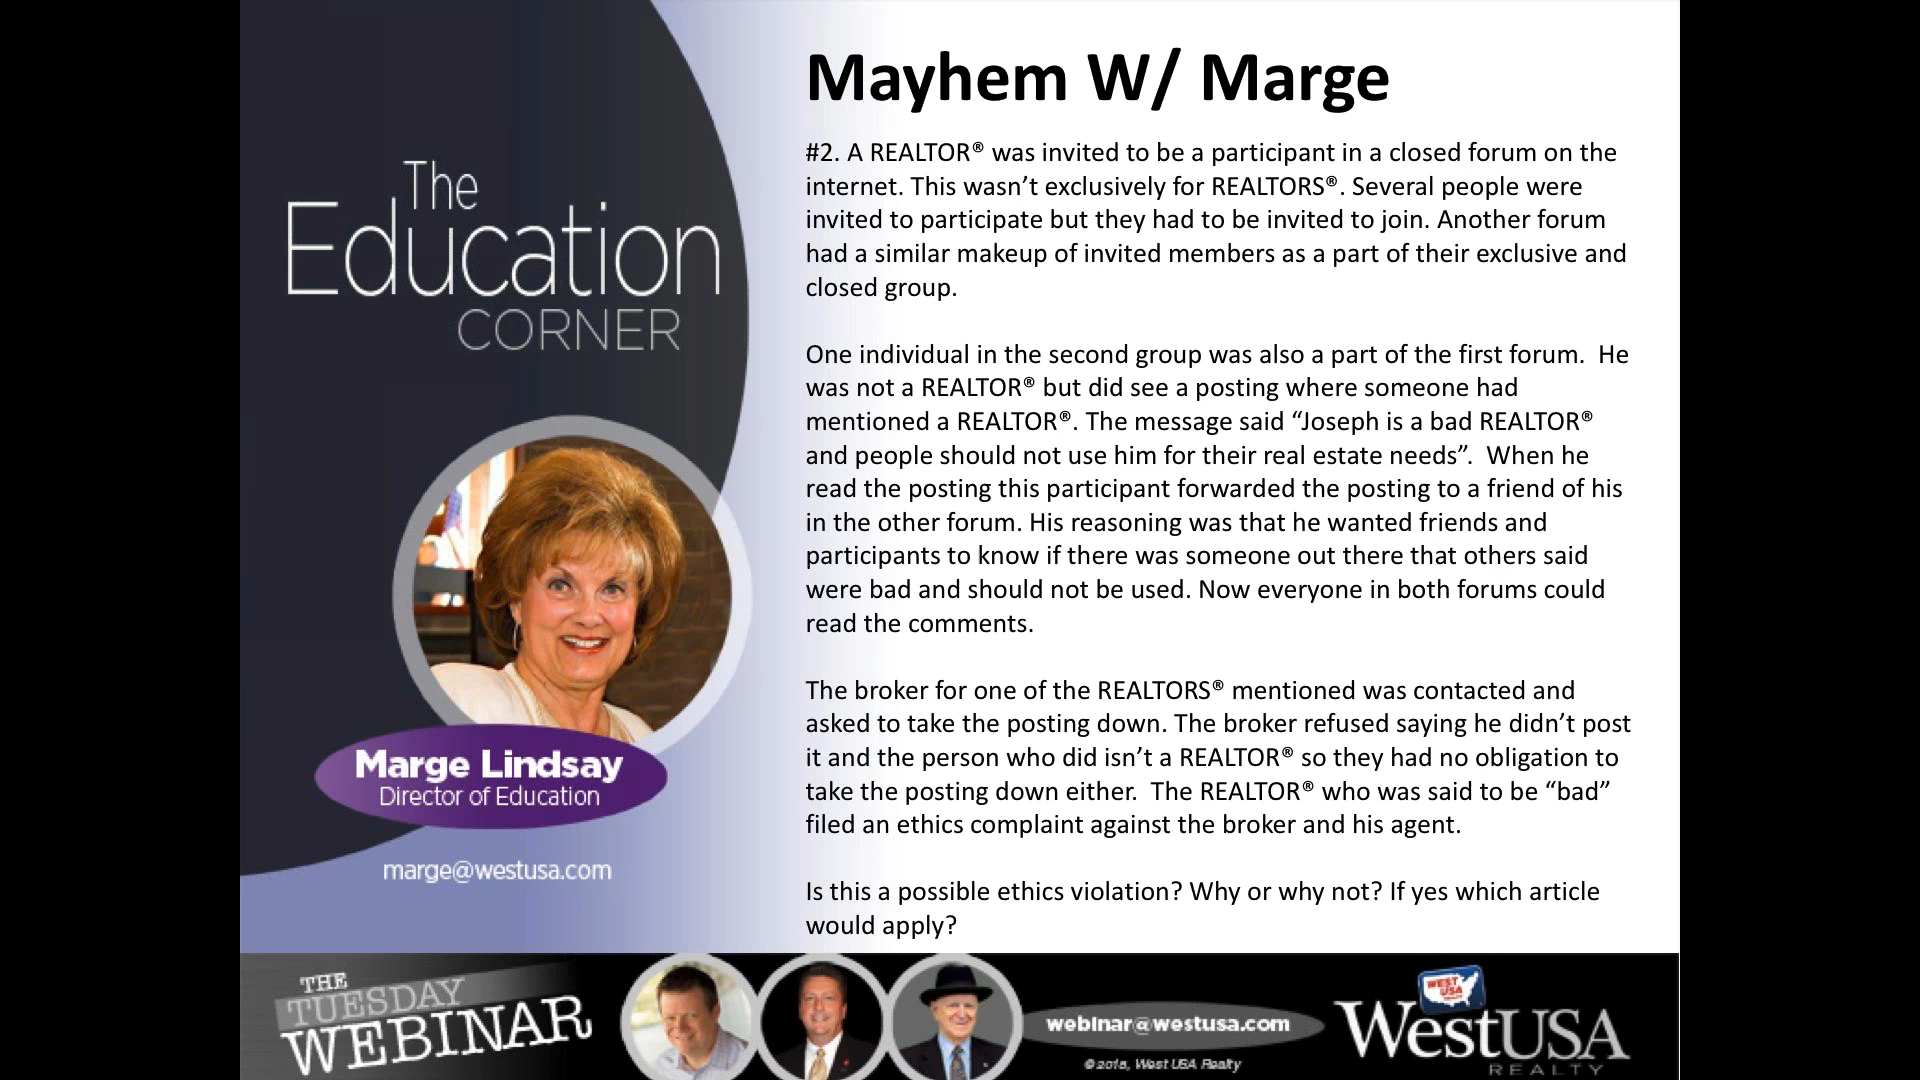 The
Education
CORNER
Marge Lindsay
Director of Education
marge@westusa.com
Mayhem W/ Marge
#2. A REALTOR® was invited to be a participant in a closed forum on the
internet. This wasn’t exclusively for REALTORS®. Several people were
invited to participate but they had to be invited to join. Another forum
had a similar makeup of invited members as a part of their exclusive and
closed group.
One individual in the second group was also a part of the first forum.  He
was not a REALTOR® but did see a posting where someone had
mentioned a REALTOR®. The message said “Joseph is a bad REALTOR®
and people should not use him for their real estate needs”.  When he
read the posting this participant forwarded the posting to a friend of his
in the other forum. His reasoning was that he wanted friends and
participants to know if there was someone out there that others said
were bad and should not be used. Now everyone in both forums could
read the comments.
The broker for one of the REALTORS® mentioned was contacted and
asked to take the posting down. The broker refused saying he didn’t post
it and the person who did isn’t a REALTOR® so they had no obligation to
take the posting down either.  The REALTOR® who was said to be “bad”
filed an ethics complaint against the broker and his agent.
Is this a possible ethics violation? Why or why not? If yes which article
would apply?
THE
TUESDAY
WEBINAR
webinar@westusa.com
©2018, West USA Realty
WEST
USA
WestUSA
REALTY